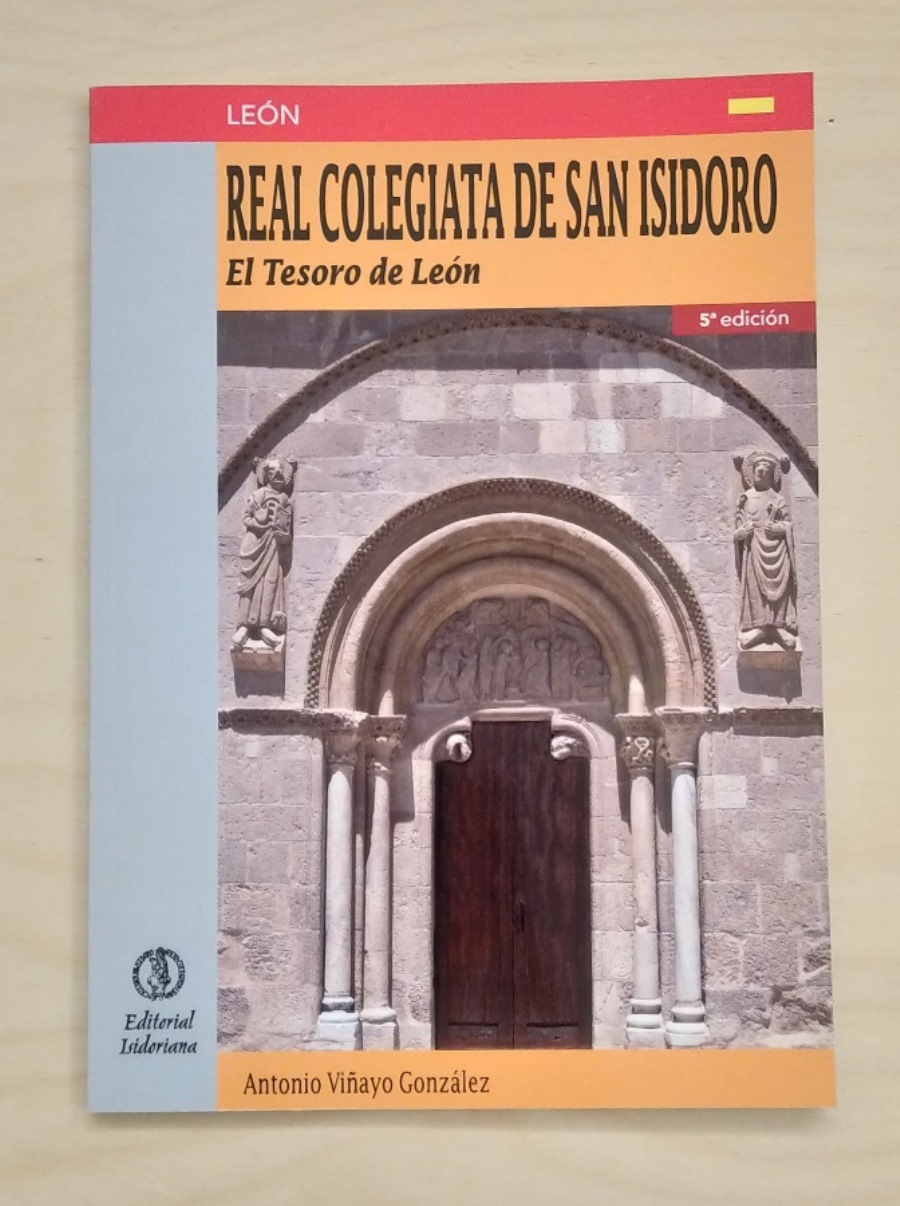 LEÓN
REAL COLEGIATA DE SAN ISIDORO
El Tesoro de León
5ª edición
Editorial
Isidoriana
Antonio Viñayo González